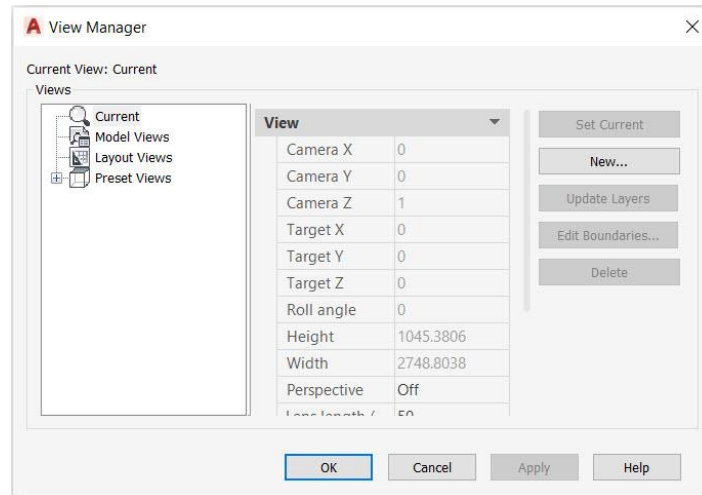 View Manager
Current View: Current
Views
Current
Model Views
Layout Views
Preset Views
View
Camera X 0
Camera Y 0
Camera Z 1
Target X 0
Target Y 0
Target Z 0
Roll angle 0
Height 1045.3806
Width 2748.8038
Perspective Off
Lens length ( 50
Set Current
New...
Update Layers
Edit Boundaries...
Delete
OK
Cancel
Apply
Help